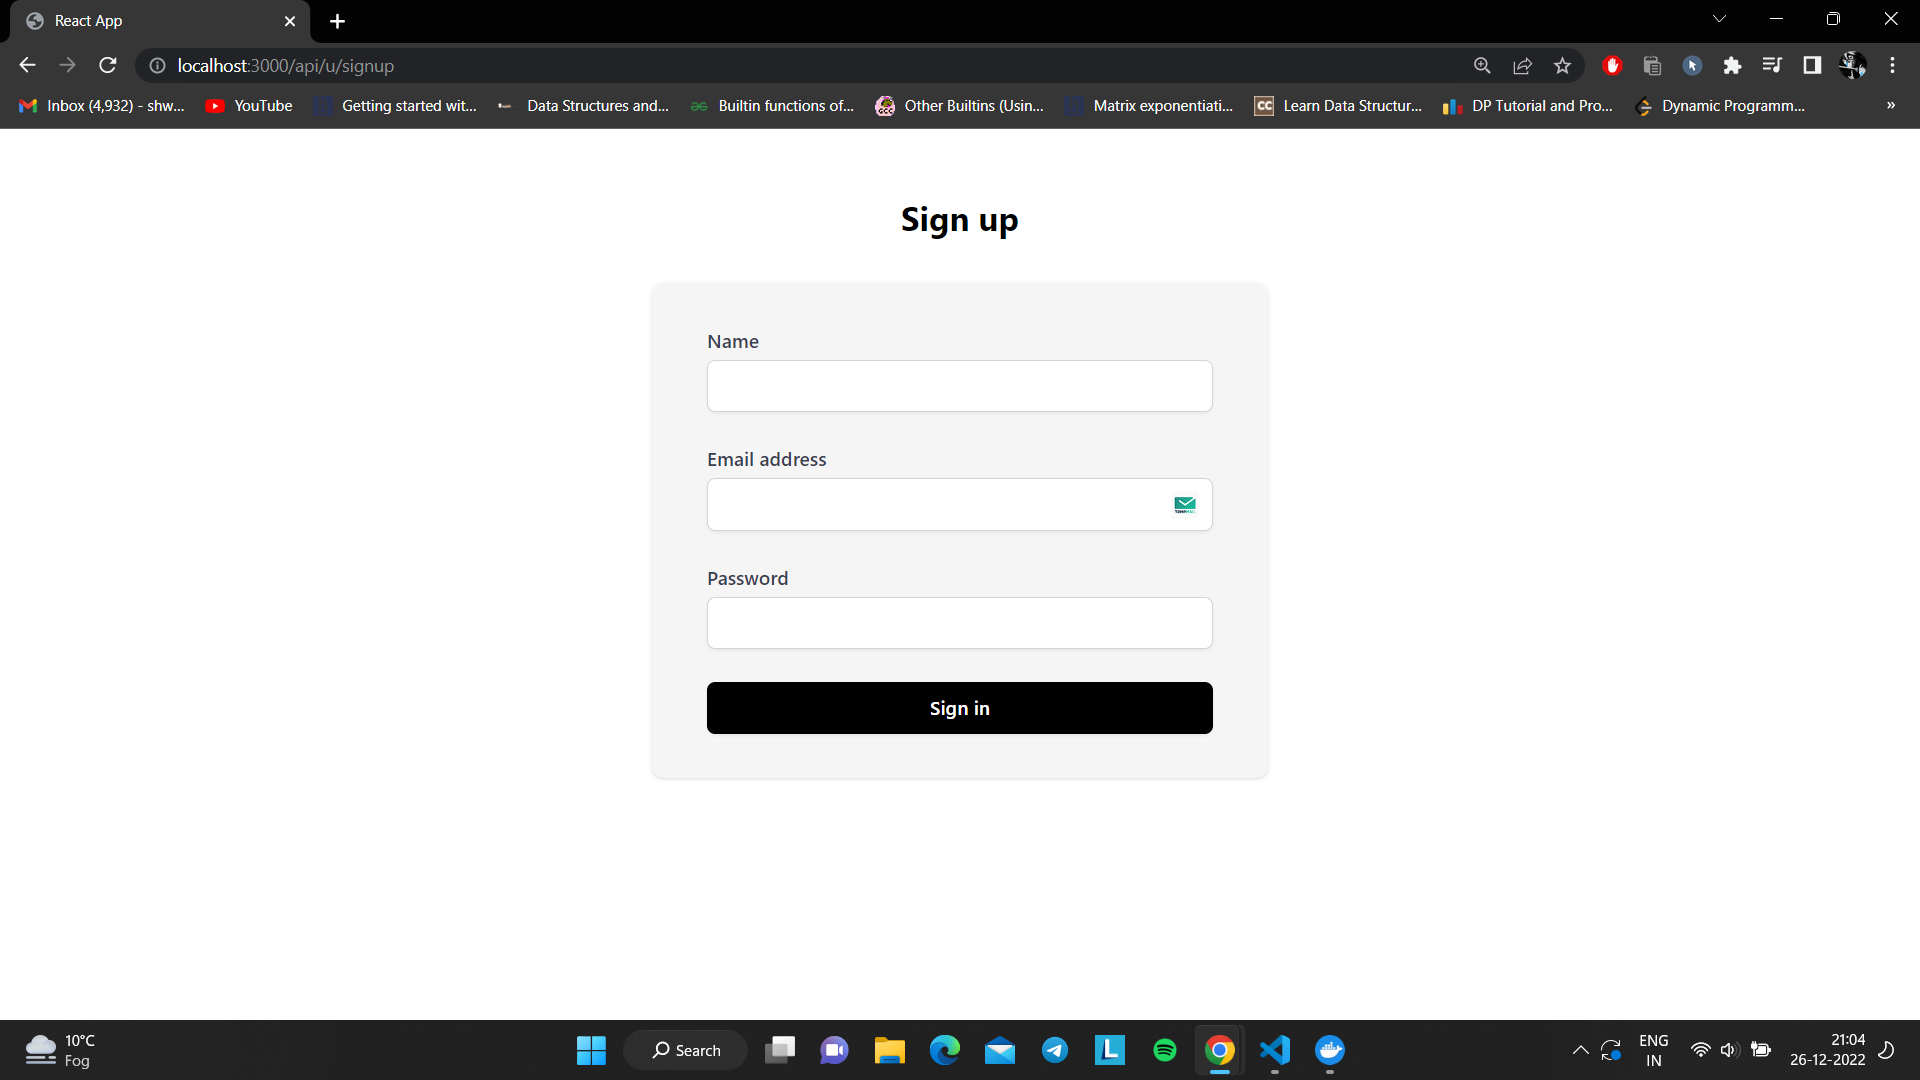 React App
localhost:3000/api/u/signup
Inbox (4,932) - shw... YouTube Getting started wit... Data Structures and... Builtin functions of... Other Builtins (Usin... Matrix exponentiati... CC Learn Data Structur... DP Tutorial and Pro... Dynamic Programm... »
Sign up
Name
Email address
Password
Sign in
10°C
Fog
Search
L
ENG
IN
21:04
26-12-2022